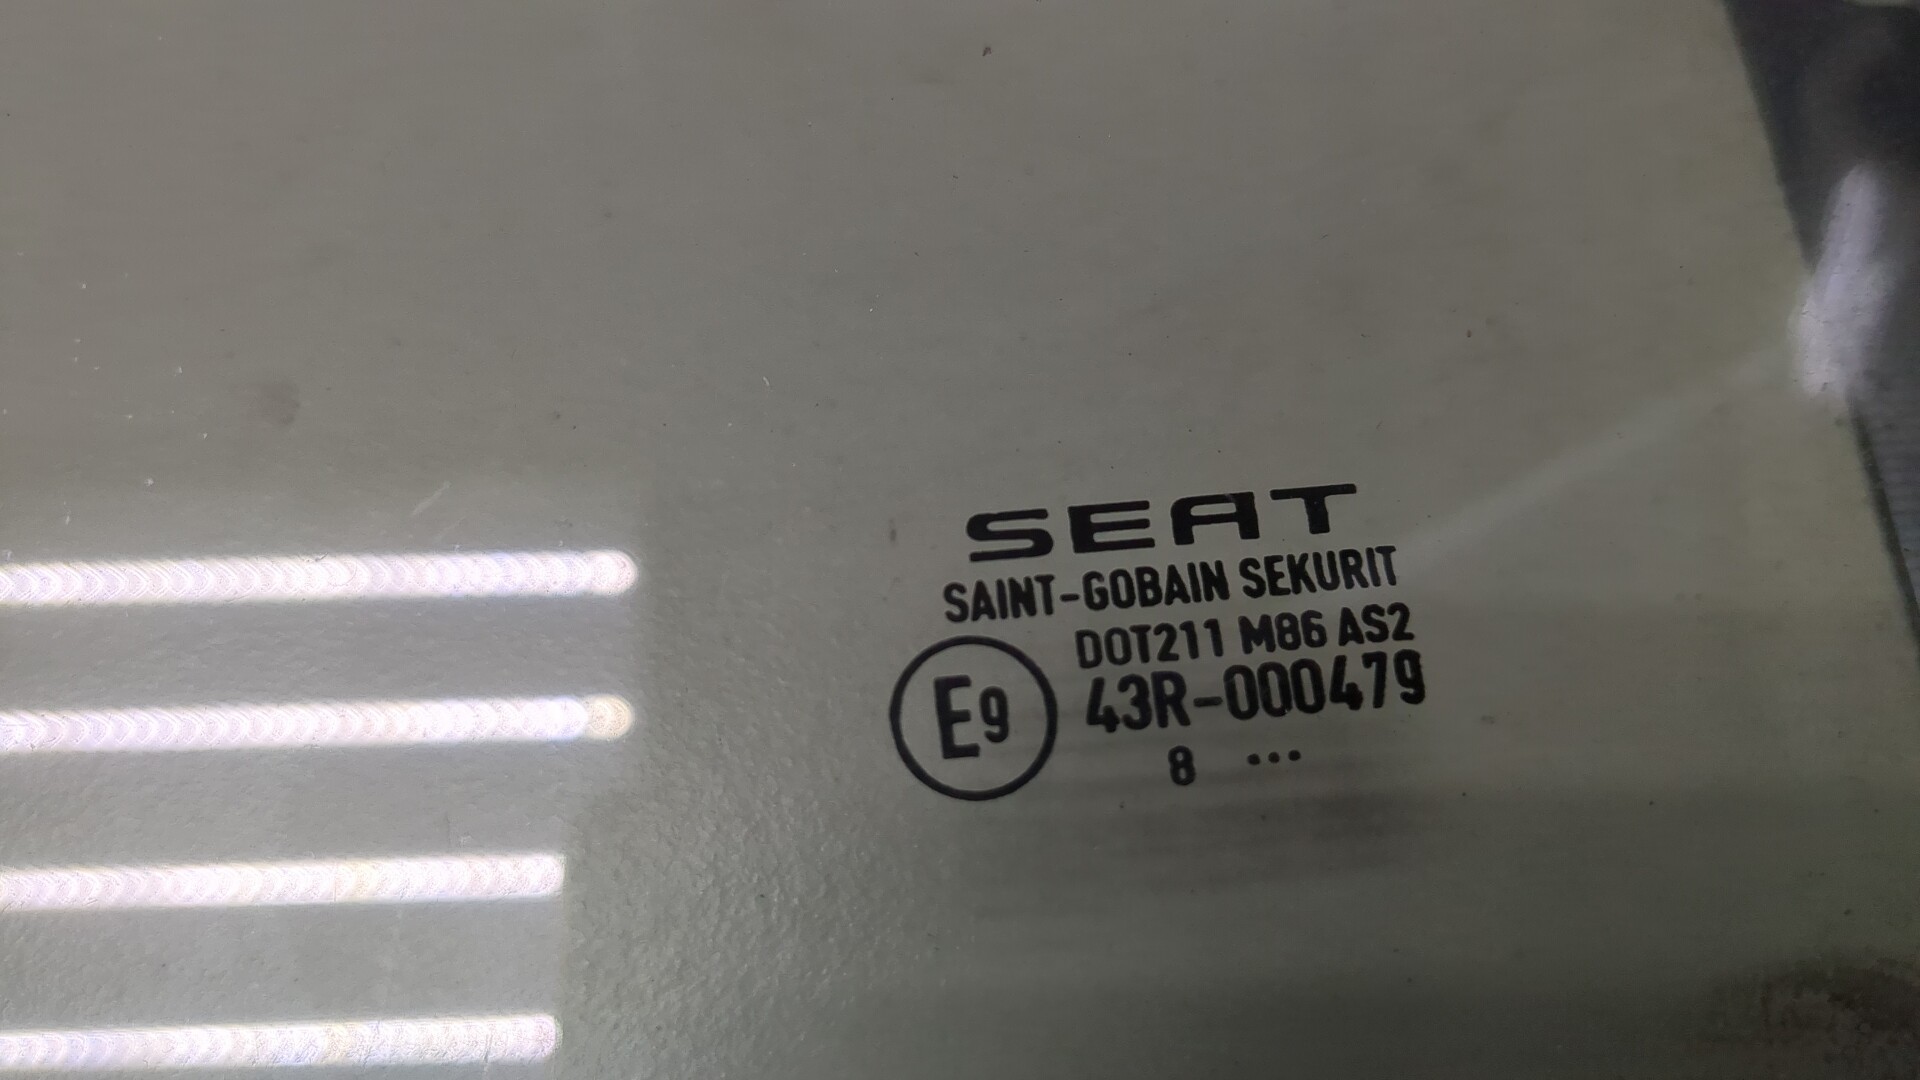 SEAT
SAINT-GOBAIN SEKURIT
DOT211 M86 AS2
E9 43R-000479
8 ...